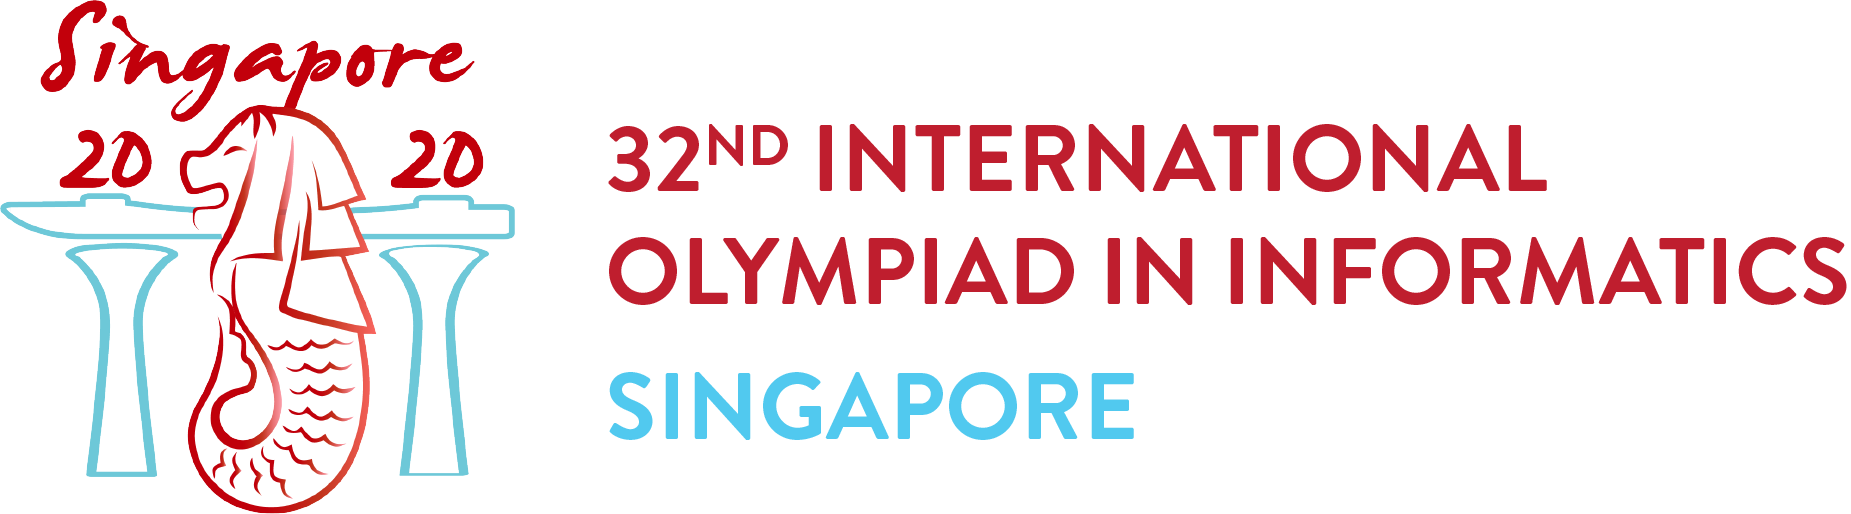 Singapore
20 20
32ND INTERNATIONAL
OLYMPIAD IN INFORMATICS
SINGAPORE